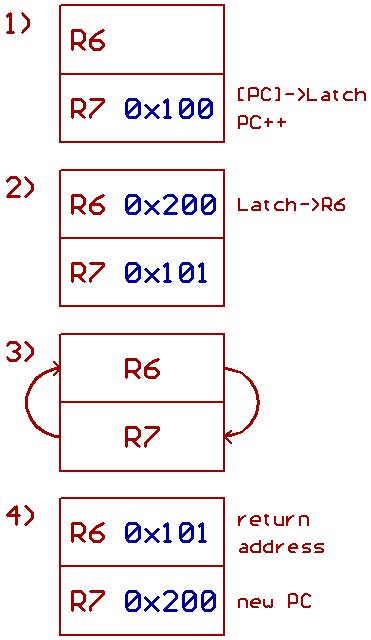 1)
R6
R7 0x100
[PC]->Latch
PC++
2)
R6 0x200
Latch->R6
R7 0x101
3)
R6
R7
4)
R6 0x101
return
address
R7 0x200
new PC